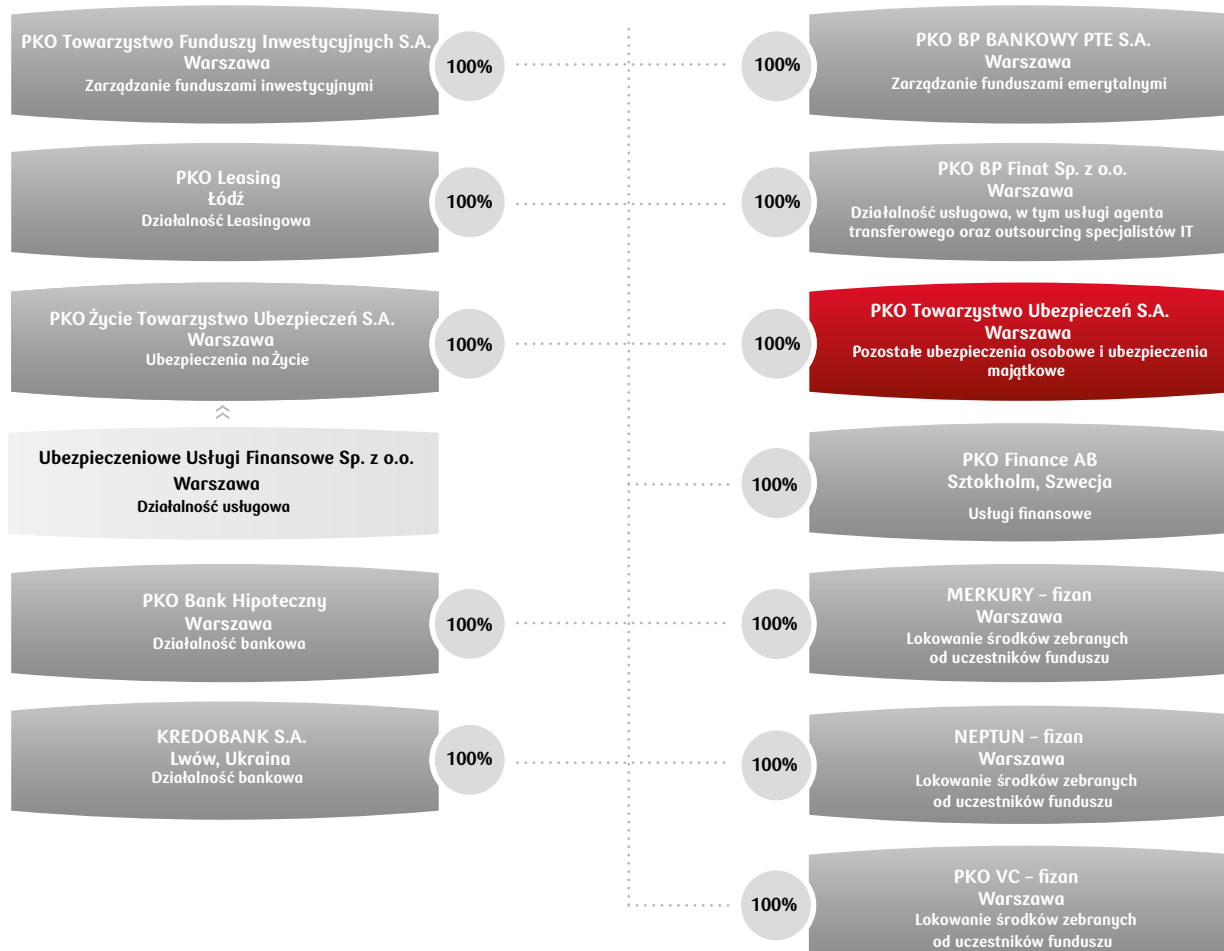 PKO Towarzystwo Funduszy Inwestycyjnych S.A.
Warszawa
Zarządzanie funduszami inwestycyjnymi
100%
PKO Leasing
Łódź
Działalność Leasingowa
100%
PKO Życie Towarzystwo Ubezpieczeń S.A.
Warszawa
Ubezpieczenia na Życie
100%
Ubezpieczeniowe Usługi Finansowe Sp. z o.o.
Warszawa
Działalność usługowa
PKO Bank Hipoteczny
Warszawa
Działalność bankowa
100%
KREDOBANK S.A.
Lwów, Ukraina
Działalność bankowa
100%
100%
PKO BP BANKOWY PTE S.A.
Warszawa
Zarządzanie funduszami emerytalnymi
100%
PKO BP Finat Sp. z o.o.
Warszawa
Działalność usługowa, w tym usługi agenta
transferowego oraz outsourcing specjalistów IT
100%
PKO Towarzystwo Ubezpieczeń S.A.
Warszawa
Pozostałe ubezpieczenia osobowe i ubezpieczenia
majątkowe
100%
PKO Finance AB
Sztokholm, Szwecja
Usługi finansowe
100%
MERKURY – fizan
Warszawa
Lokowanie środków zebranych
od uczestników funduszu
100%
NEPTUN – fizan
Warszawa
Lokowanie środków zebranych
od uczestników funduszu
100%
PKO VC – fizan
Warszawa
Lokowanie środków zebranych
od uczestników funduszu